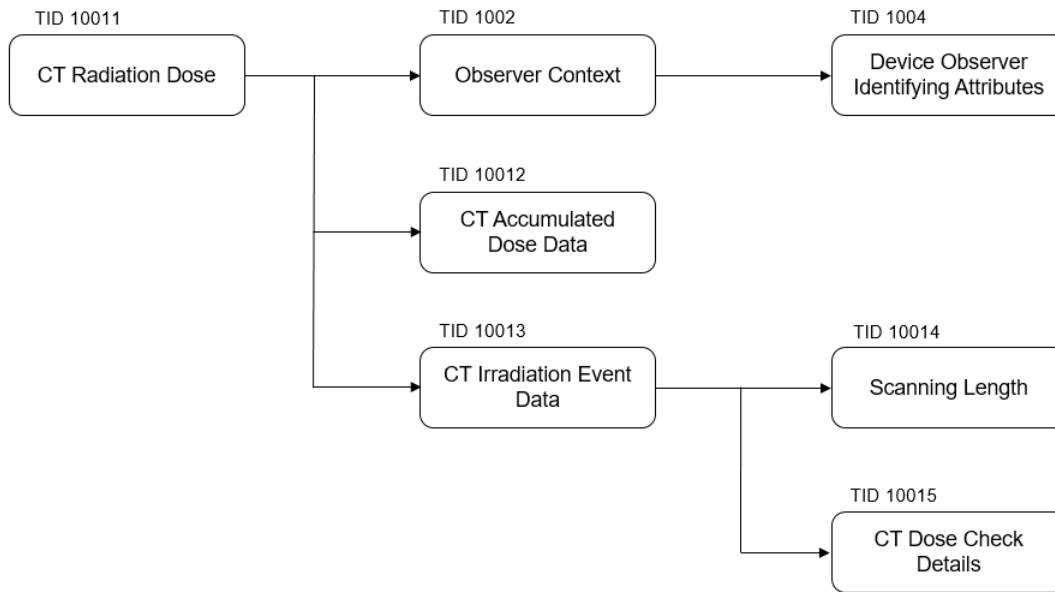 TID 10011
CT Radiation Dose
TID 1002
Observer Context
TID 1004
Device Observer
Identifying Attributes
TID 10012
CT Accumulated
Dose Data
TID 10013
CT Irradiation Event
Data
TID 10014
Scanning Length
TID 10015
CT Dose Check
Details